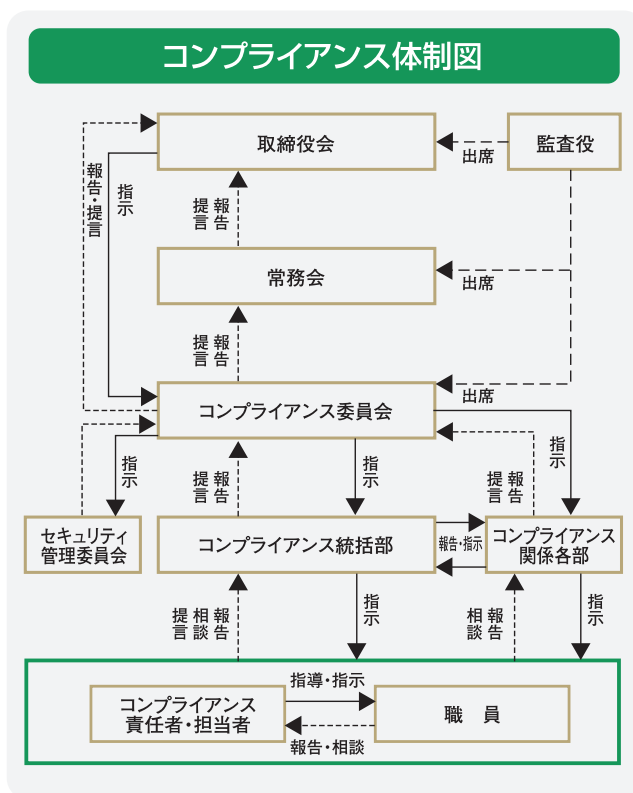 コンプライアンス体制図
取締役会
監査役
出席
報告・提言
指示
報告
提言
常務会
出席
報告
提言
出席
コンプライアンス委員会
指示
報告
提言
指示
報告
提言
指示
セキュリティ
管理委員会
コンプライアンス統括部
報告・指示
コンプライアンス
関係各部
報告
相談
提言
指示
報告
相談
指示
コンプライアンス
責任者・担当者
指導・指示
報告・相談
職　員